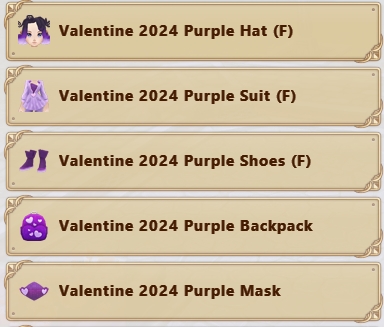 Valentine 2024 Purple Hat (F)
Valentine 2024 Purple Suit (F)
Valentine 2024 Purple Shoes (F)
Valentine 2024 Purple Backpack
Valentine 2024 Purple Mask